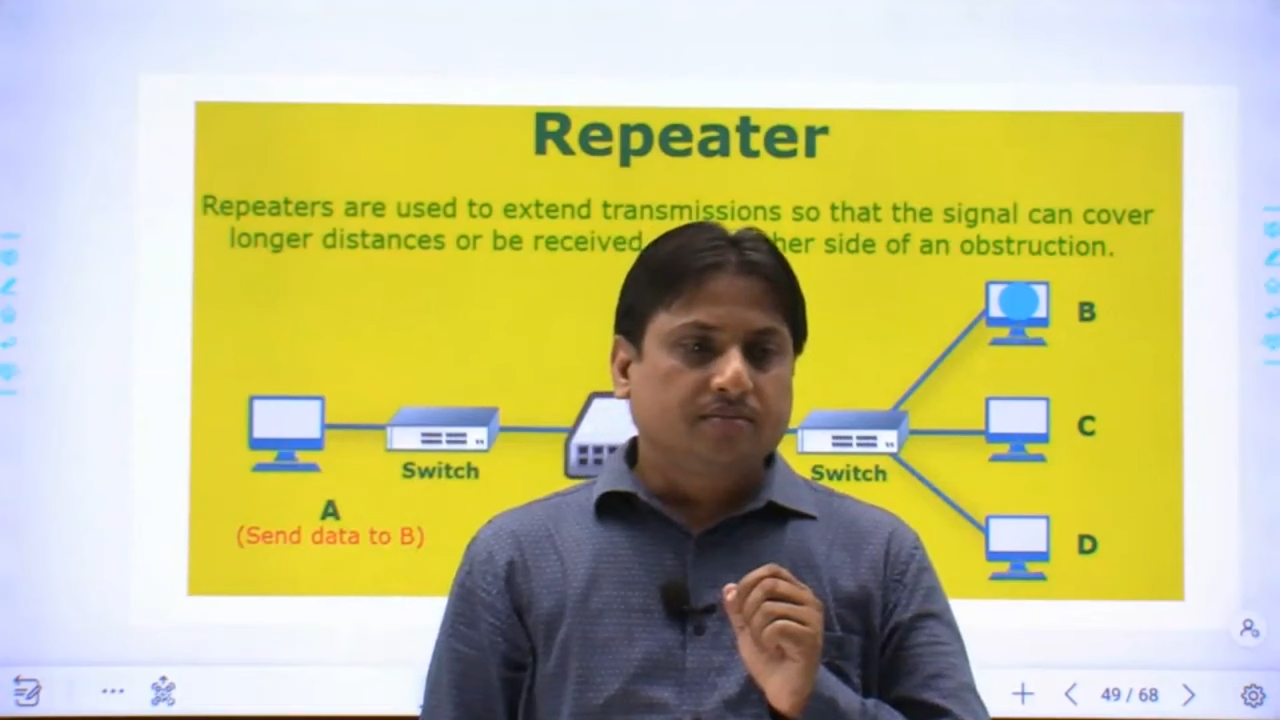 Repeater
Repeaters are used to extend transmissions so that the signal can cover
longer distances or be received her side of an obstruction.
B
C
Switch
Switch
A
(Send data to B)
D
49 / 68